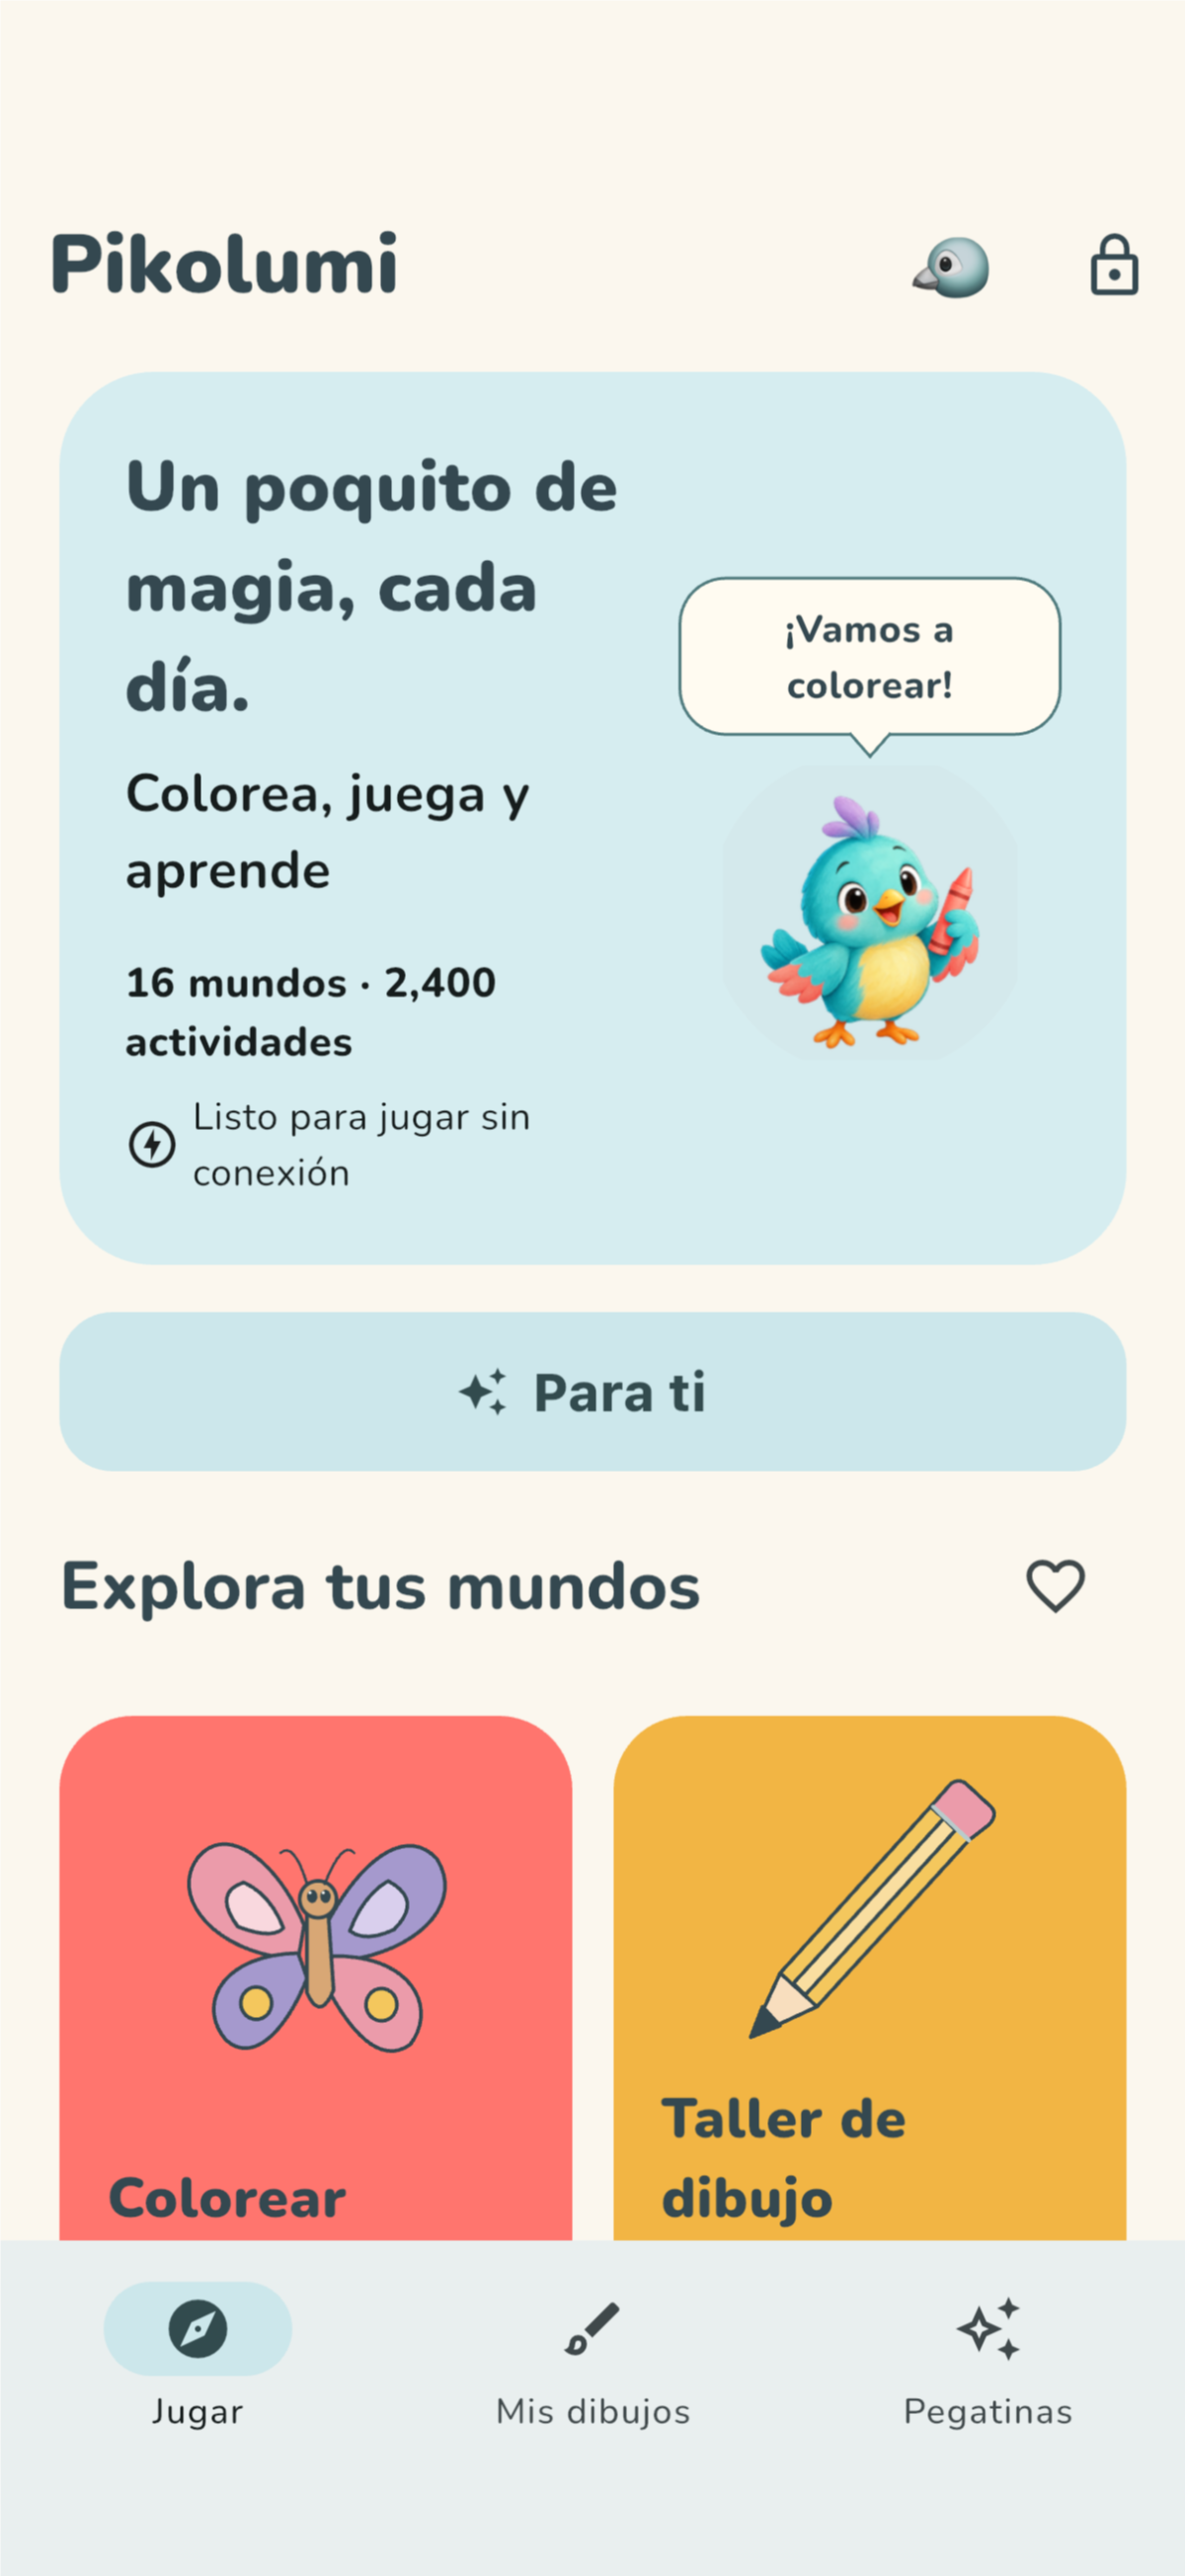 Pikolumi
Un poquito de
magia, cada
día.
Colorea, juega y
aprende
16 mundos · 2,400
actividades
Listo para jugar sin
conexión
¡Vamos a
colorear!
Para ti
Explora tus mundos
Colorear
Taller de
dibujo
Jugar
Mis dibujos
Pegatinas